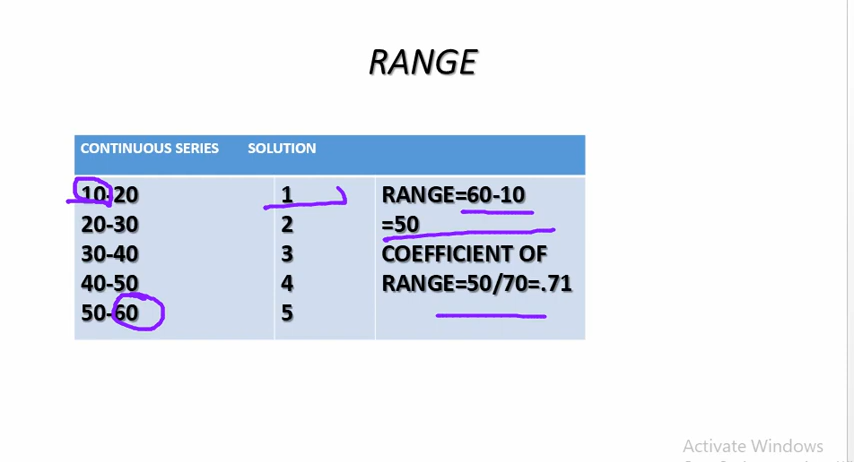 RANGE
CONTINUOUS SERIES SOLUTION
10-20 1 RANGE=60-10
20-30 2 =50
30-40 3 COEFFICIENT OF
40-50 4 RANGE=50/70=.71
50-60 5
Activate Windows